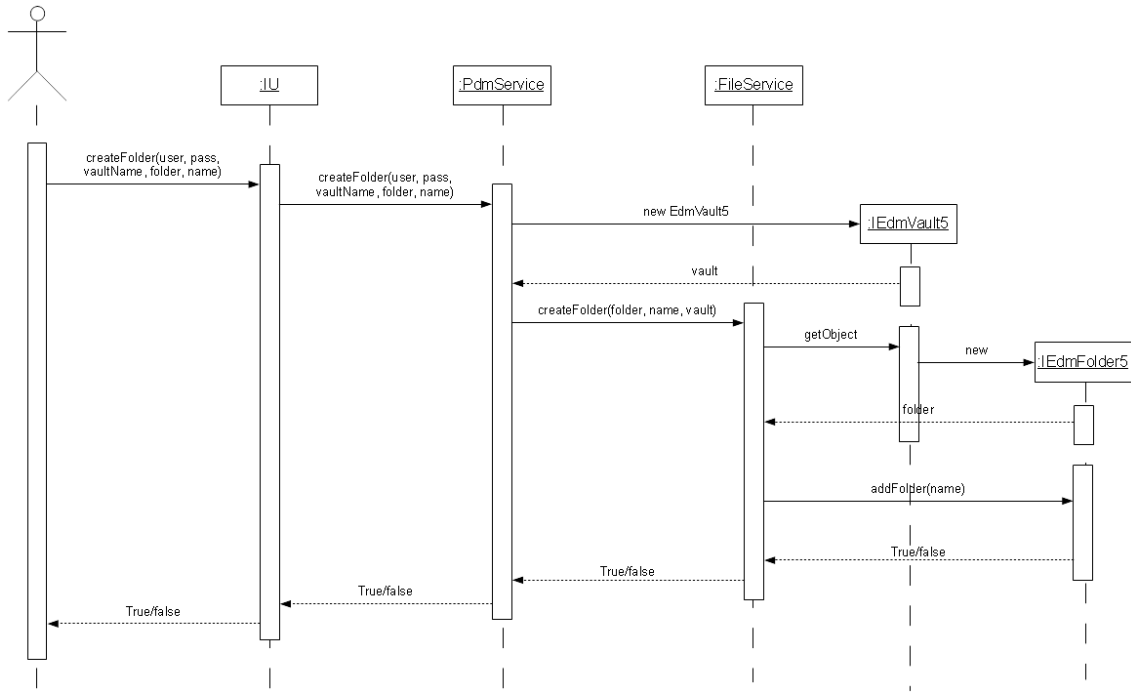 :IU
:PdmService
:FileService
createFolder(user, pass,
vaultName, folder, name)
createFolder(user, pass,
vaultName, folder, name)
new EdmVault5
:IEdmVault5
vault
createFolder(folder, name, vault)
getObject
new
:IEdmFolder5
folder
addFolder(name)
True/false
True/false
True/false
True/false